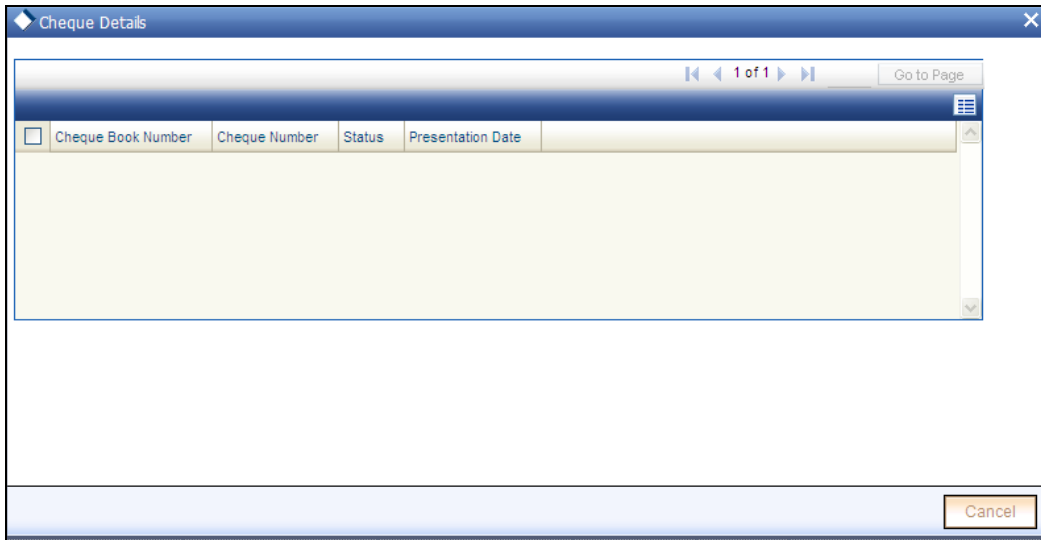 Cheque Details
1 of 1 Go to Page
Cheque Book Number Cheque Number Status Presentation Date
Cancel